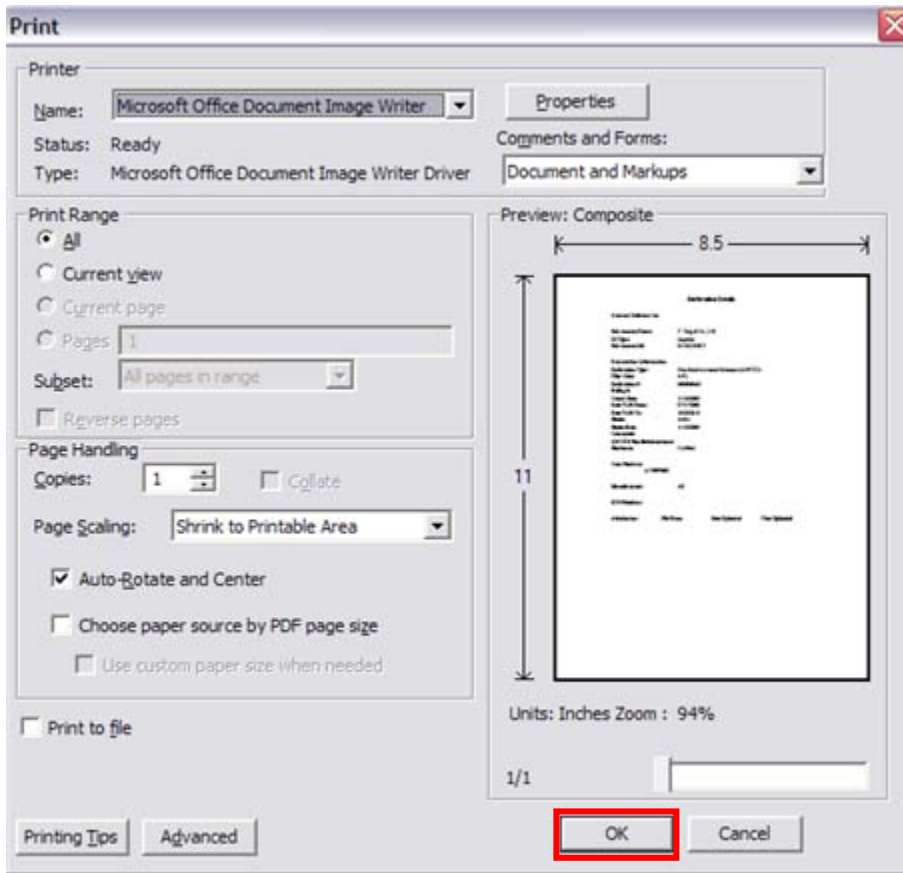 Print
Printer
Name: Microsoft Office Document Image Writer
Properties
Status: Ready
Comments and Forms:
Type: Microsoft Office Document Image Writer Driver
Document and Markups
Print Range
All
Current view
Current page
Pages 1
Subset: All pages in range
Reverse pages
Page Handling
Copies: 1 Collate
Page Scaling: Shrink to Printable Area
Auto-Rotate and Center
Choose paper source by PDF page size
Use custom paper size when needed
Print to file
Preview: Composite
8.5
11
Units: Inches Zoom : 94%
1/1
Printing Tips Advanced OK Cancel